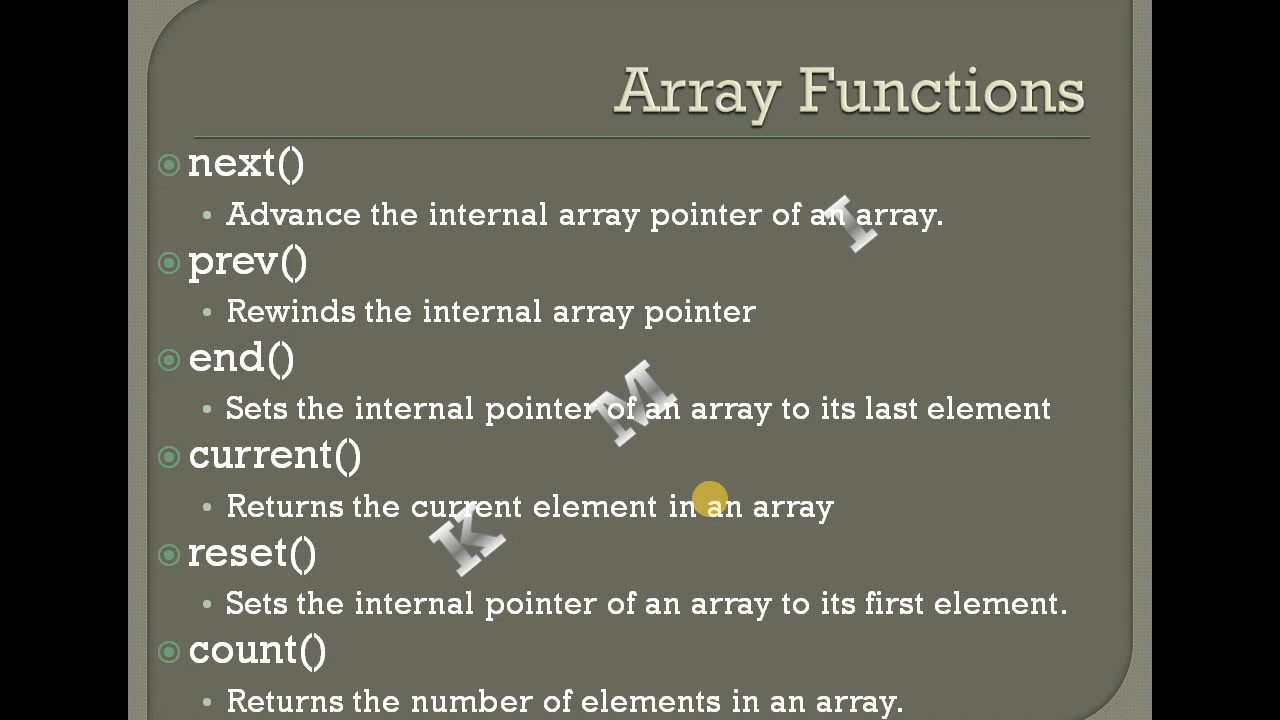 Array Functions
next()
Advance the internal array pointer of an array.
prev()
Rewinds the internal array pointer
end()
Sets the internal pointer of an array to its last element
current()
Returns the current element in an array
reset()
Sets the internal pointer of an array to its first element.
count()
Returns the number of elements in an array.
K M I